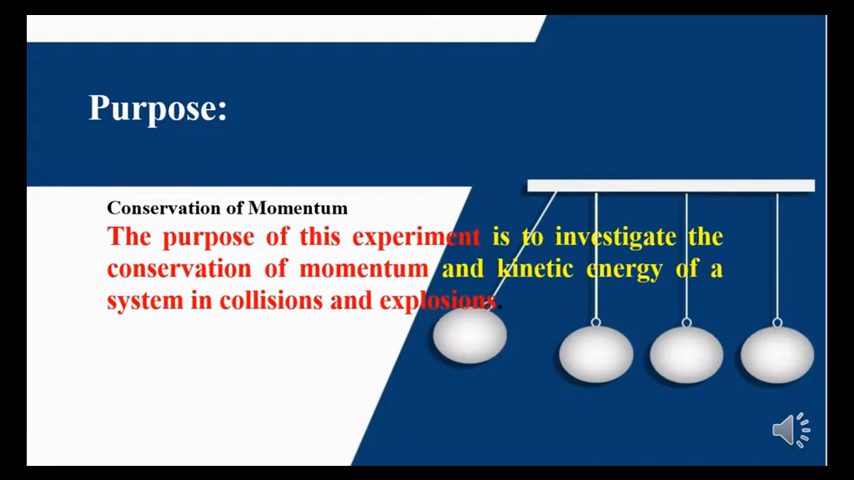 Purpose:
Conservation of Momentum
The purpose of this experiment is to investigate the
conservation of momentum and kinetic energy of a
system in collisions and explosions.